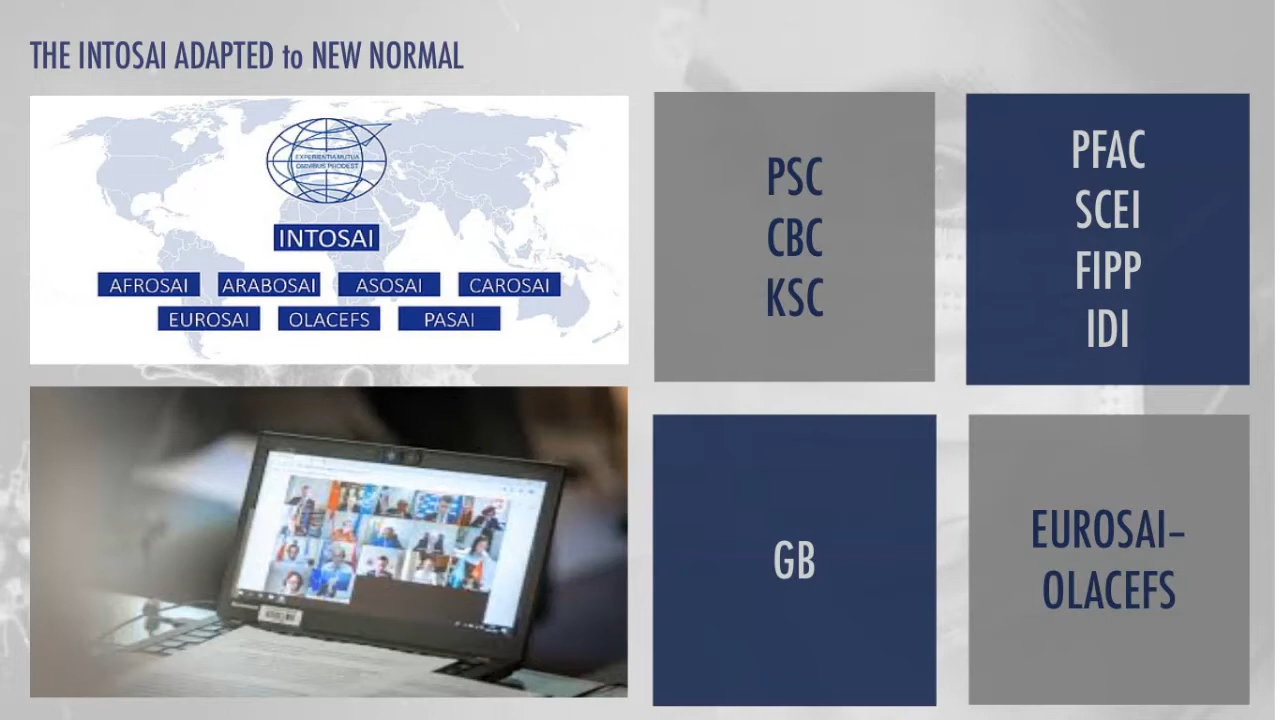 THE INTOSAI ADAPTED to NEW NORMAL
EXPERIENTIA MUTUA
OMNIBUS PRODEST
INTOSAI
AFROSAI ARABOSAI ASOSAI CAROSAI
EUROSAI OLACEFS PASAI
PSC
CBC
KSC
PFAC
SCEI
FIPP
IDI
GB
EUROSAI–
OLACEFS